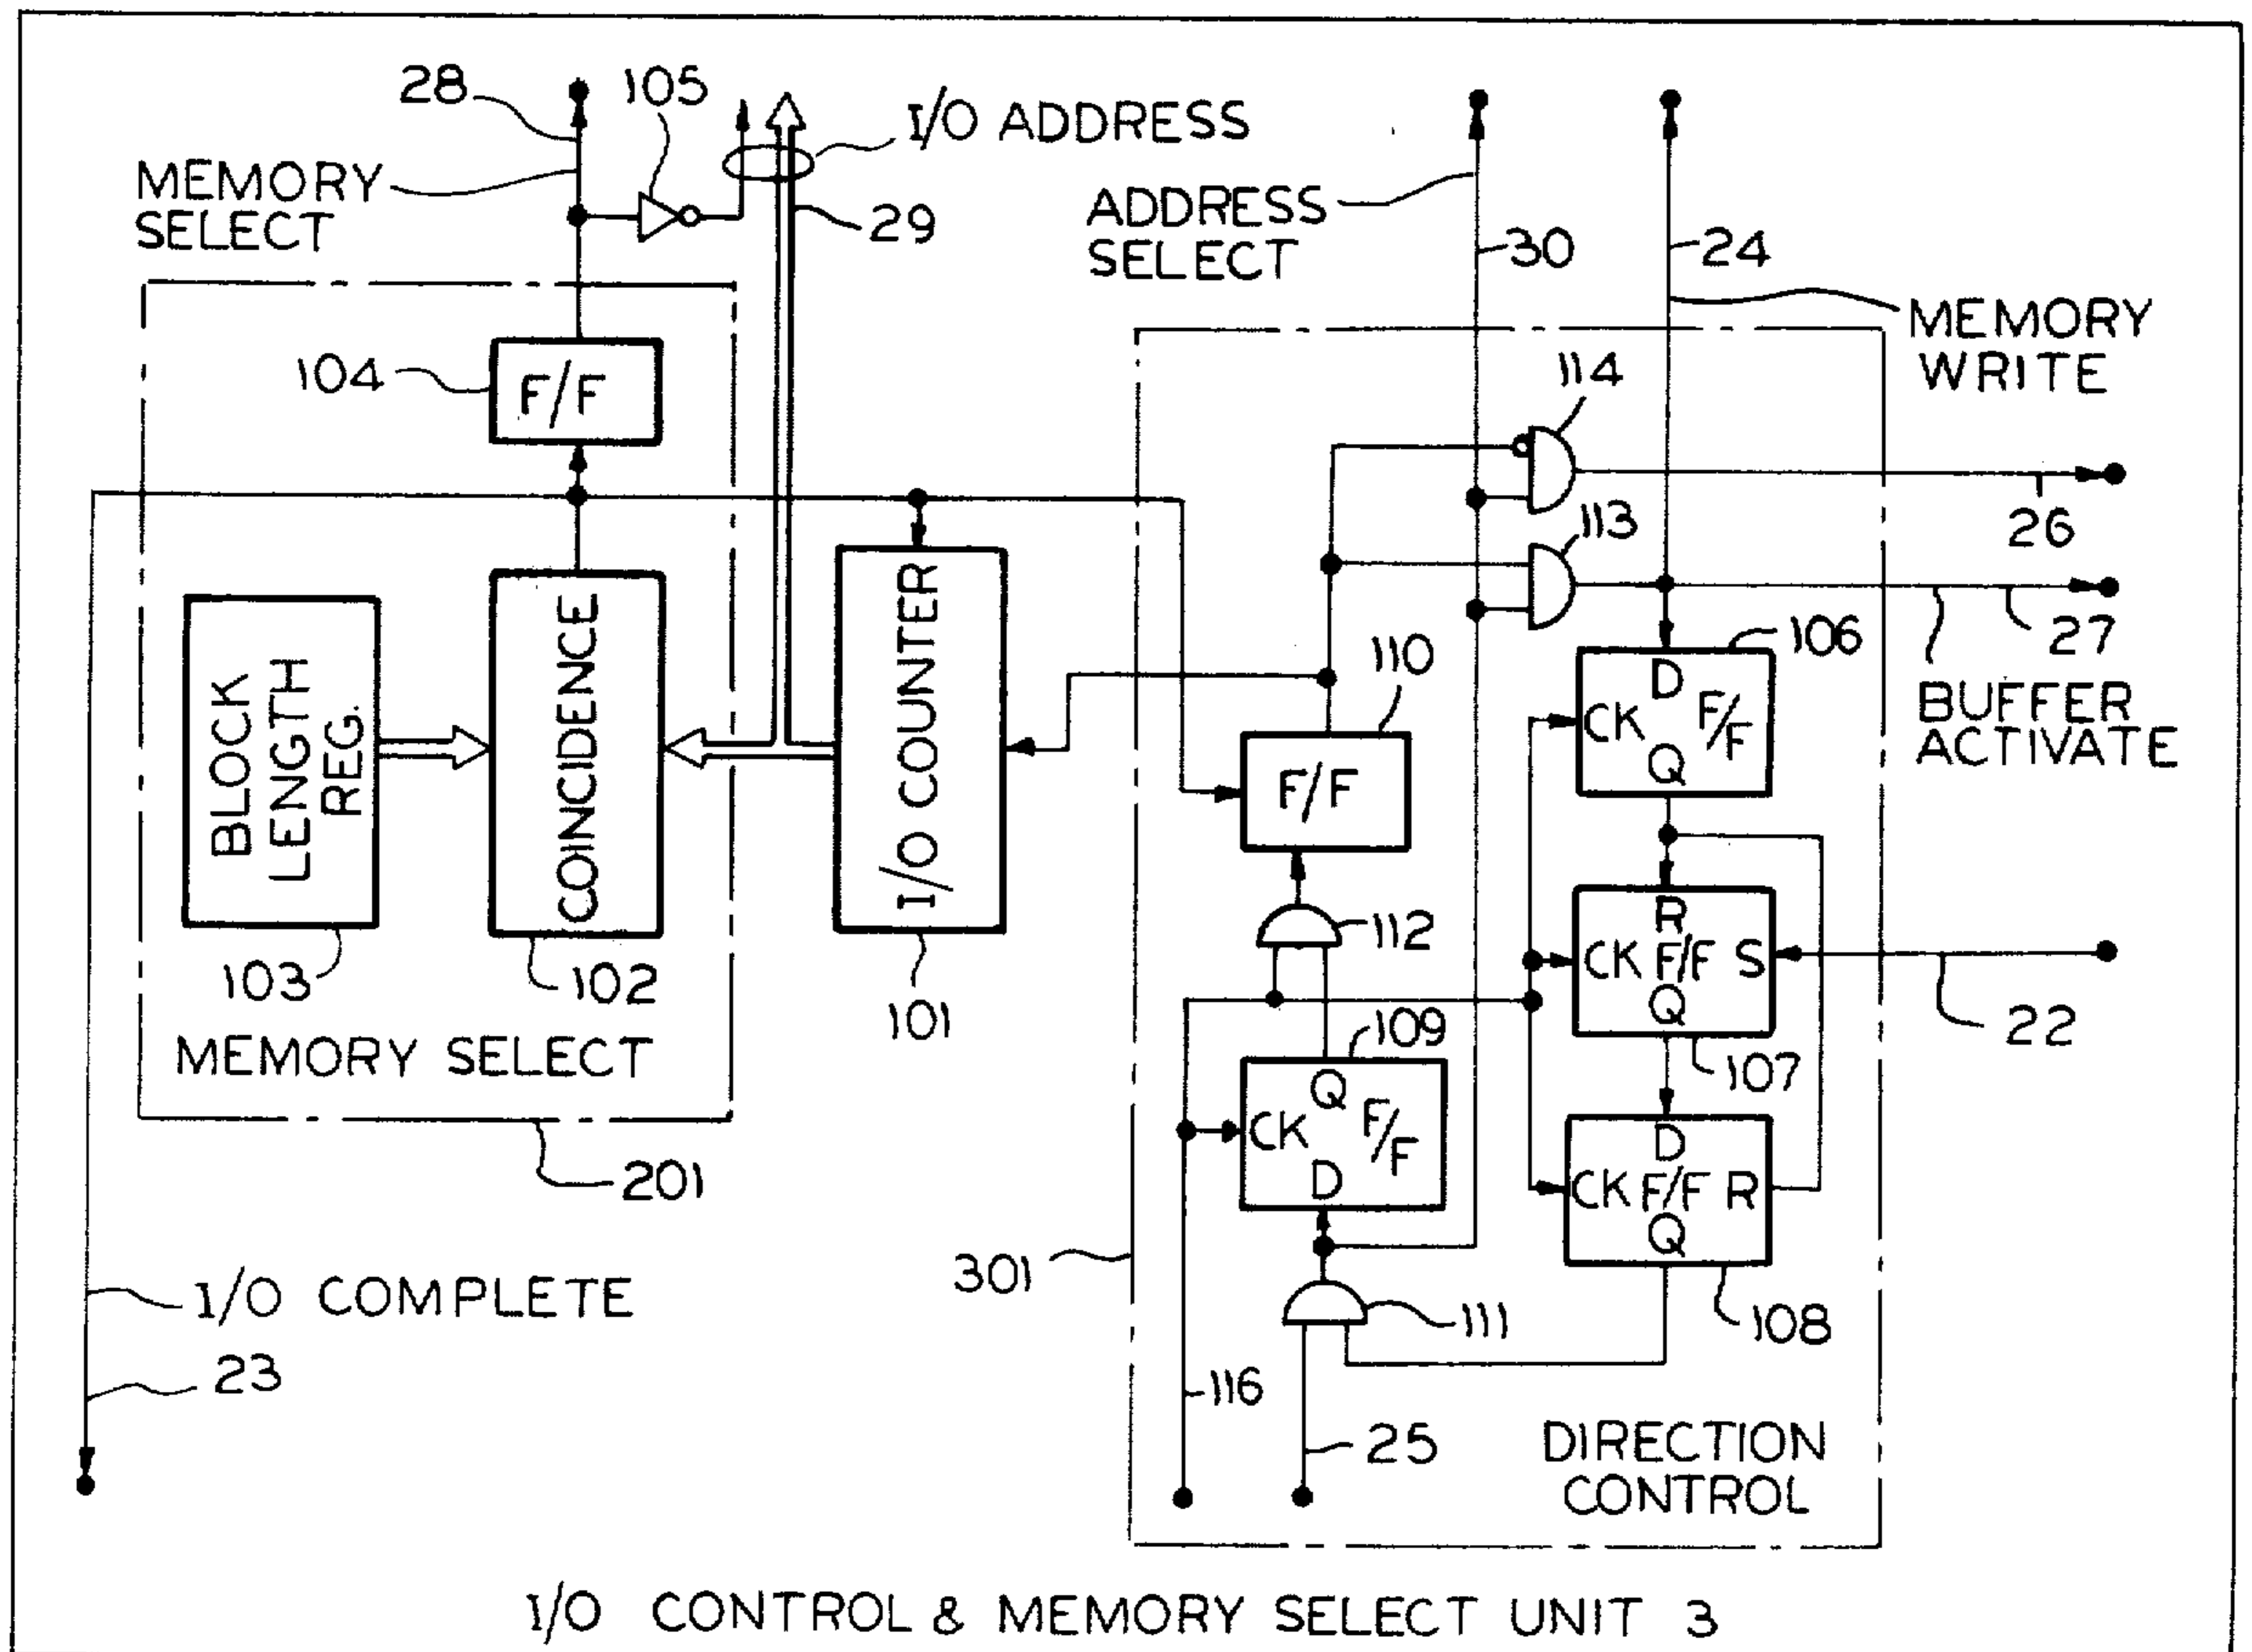 28
105
I/O ADDRESS
MEMORY
SELECT
29
ADDRESS
SELECT
30
24
MEMORY
WRITE
104
F/F
114
26
113
27
BUFFER
ACTIVATE
BLOCK
LENGTH
REG.
103
COINCIDENCE
102
MEMORY SELECT
201
I/O COUNTER
101
110
F/F
112
109
Q
CK F/F
D
106
D
CK F/F
Q
R
CK F/F S
Q
107
22
D
CK F/F R
Q
108
301
111
116
25
DIRECTION
CONTROL
I/O COMPLETE
23
I/O CONTROL & MEMORY SELECT UNIT 3